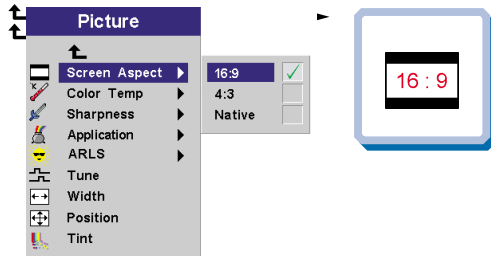 Picture
Screen Aspect
16:9
Color Temp
4:3
Sharpness
Native
Application
ARLS
Tune
Width
Position
Tint
16 : 9